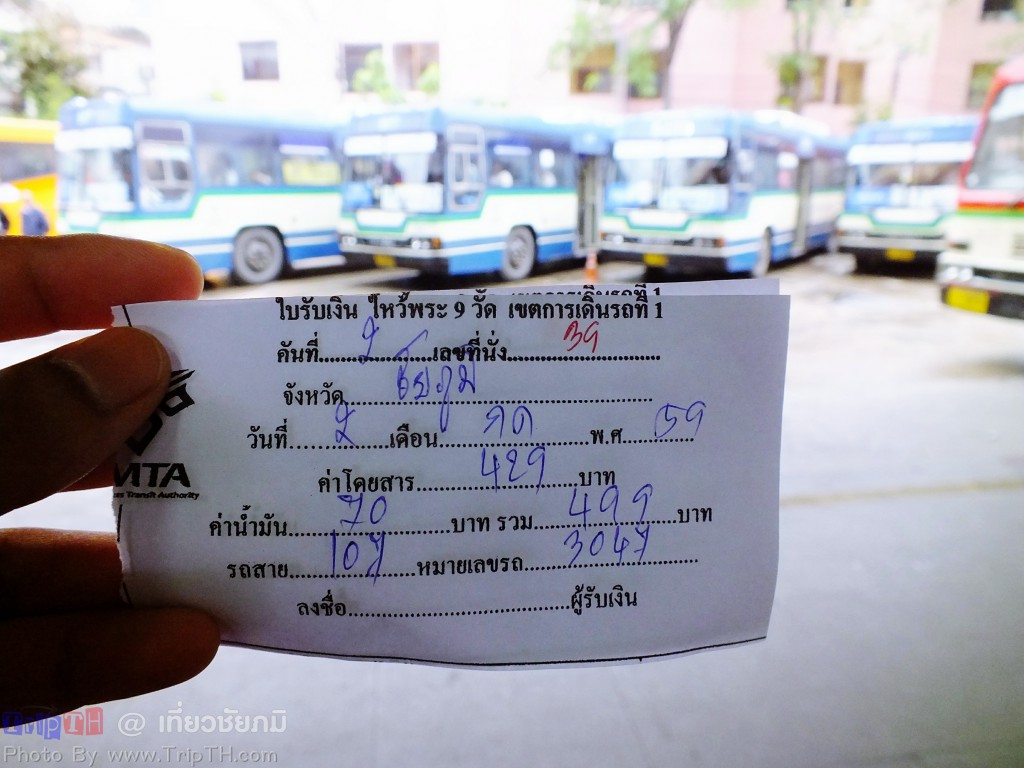 ใบรับเงิน ไหว้พระ 9 วัด เขตการเดินรถที่ 1
คันที่....2....เลขที่นั่ง....39....
จังหวัด....ชัยภูมิ....
วันที่....2....เดือน....กค....พ.ศ....59....
ค่าโดยสาร....429....บาท
ค่าน้ำมัน....70....บาท รวม....499....บาท
รถสาย....107....หมายเลขรถ....3047....
ลงชื่อ....ผู้รับเงิน
MTA
Transit Authority
TripTH @ เที่ยวชัยภูมิ
Photo By www.TripTH.com